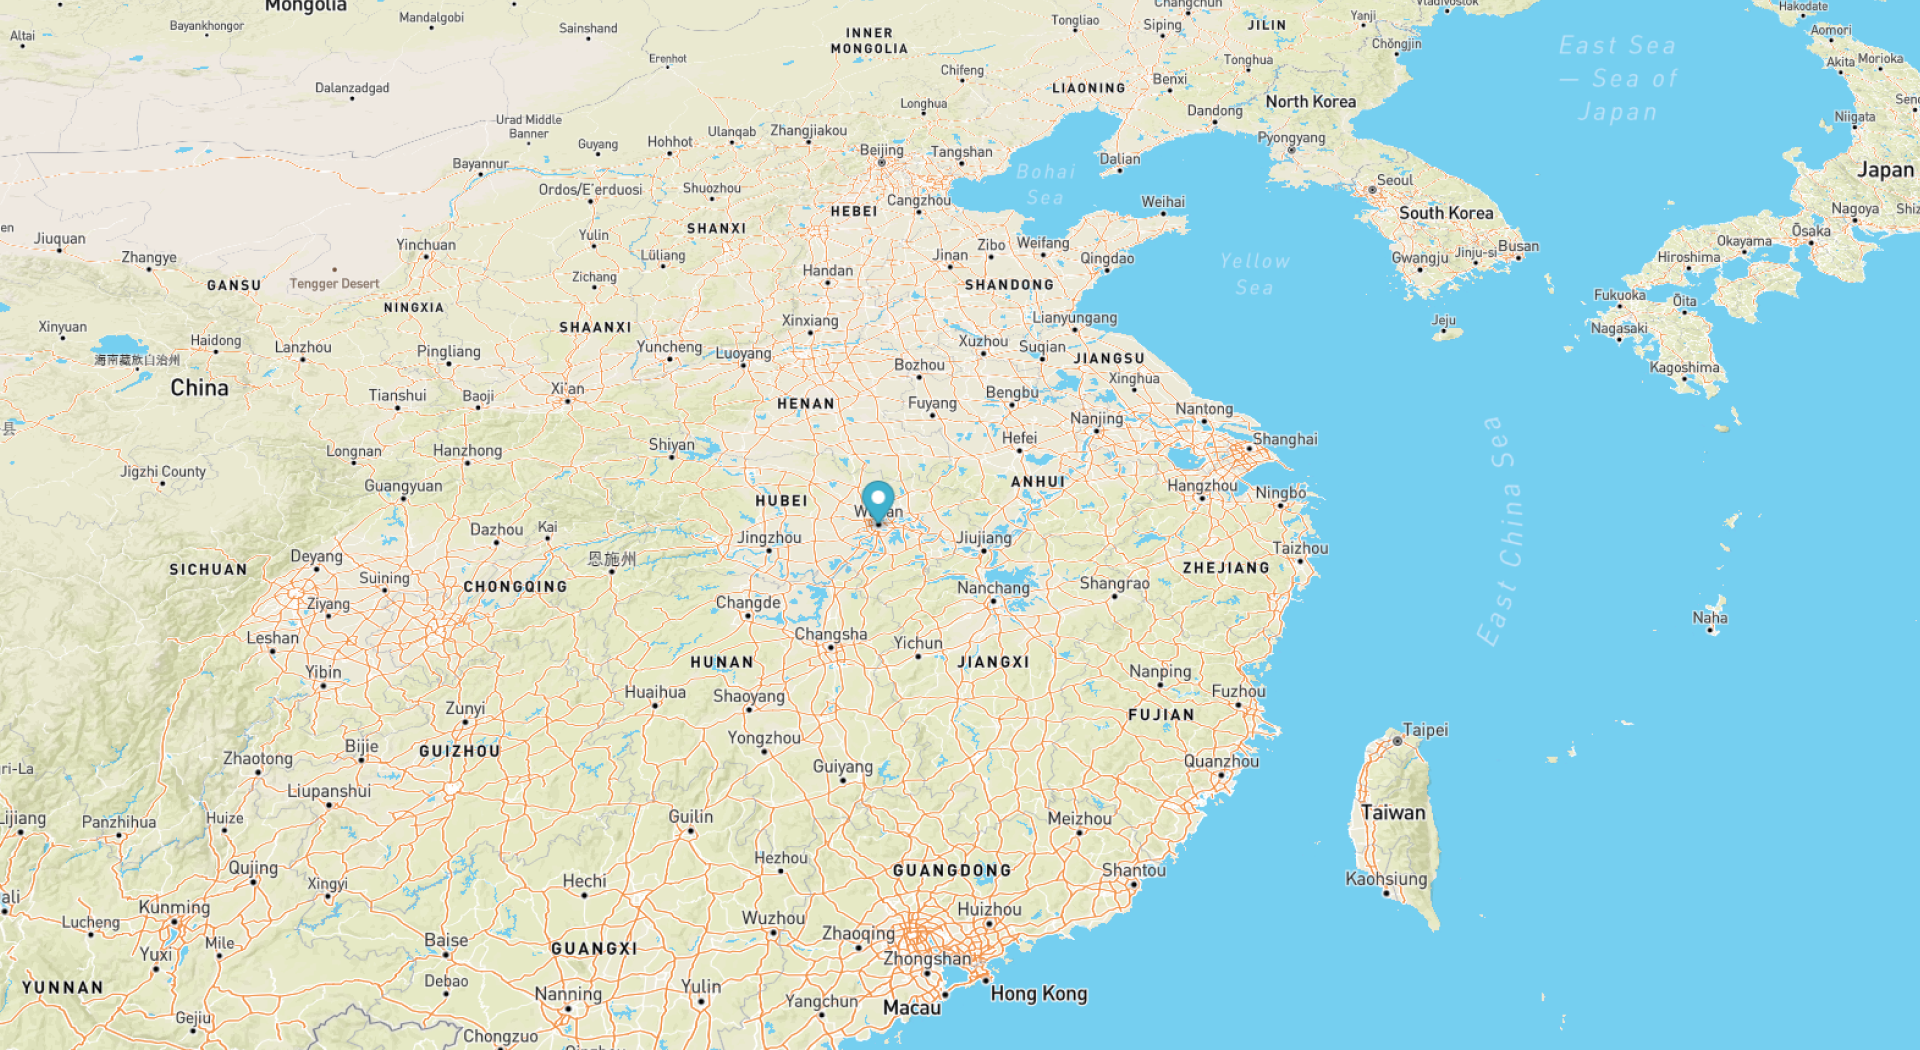 Mongolia
Bayankhongor
Mandalgobi
Altai
Sainshand
Erenhot
Dalanzadgad
INNER
MONGOLIA
Chifeng
Longhua
Tongliao
Changchun
Siping
JILIN
Yanji
Vladivostok
Chŏngjin
Tonghua
Benxi
LIAONING
Dandong
North Korea
Pyongyang
East Sea
— Sea of
Japan
Hakodate
Aomori
Akita
Morioka
Niigata
Japan
Nagoya
Ōsaka
Okayama
Hiroshima
Fukuoka
Ōita
Nagasaki
Kagoshima
Urad Middle
Banner
Guyang
Hohhot
Ulanqab
Zhangjiakou
Beijing
Tangshan
Bayannur
Ordos/E'erduosi
Shuozhou
Cangzhou
HEBEI
SHANXI
Bohai
Sea
Dalian
Weihai
Seoul
South Korea
Gwangju
Jinju-si
Busan
Jeju
Yellow
Sea
Jiuquan
Zhangye
Yinchuan
Yulin
Lüliang
Zichang
Handan
Jinan
Zibo
Weifang
Qingdao
SHANDONG
GANSU
Tengger Desert
NINGXIA
SHAANXI
Xinxiang
Lianyungang
Xinyuan
Haidong
Lanzhou
Pingliang
Yuncheng
Luoyang
Xuzhou
Suqian
JIANGSU
海南藏族自治州
China
Tianshui
Baoji
Xi'an
Bozhou
Bengbu
Xinghua
HENAN
Fuyang
Nanjing
Nantong
县
Longnan
Hanzhong
Shiyan
Hefei
Shanghai
Jigzhi County
Guangyuan
HUBEI
ANHUI
Hangzhou
Ningbo
Dazhou
Kai
Jingzhou
Jiujiang
Taizhou
SICHUAN
Deyang
Suining
CHONGQING
恩施州
Nanchang
Shangrao
ZHEJIANG
East China Sea
Ziyang
Changde
Leshan
Changsha
Yichun
Naha
Yibin
HUNAN
JIANGXI
Nanping
Huaihua
Shaoyang
Fuzhou
Zunyi
FUJIAN
Bijie
GUIZHOU
Yongzhou
Taipei
Zhaotong
Guiyang
Quanzhou
ri-La
Liupanshui
Lijiang
Panzhihua
Huize
Guilin
Meizhou
Taiwan
Qujing
Hezhou
GUANGDONG
Shantou
Kaohsiung
Xingyi
Hechi
ali
Kunming
Lucheng
Huizhou
Wuzhou
Zhaoqing
Mile
Baise
GUANGXI
Yuxi
Zhongshan
YUNNAN
Debao
Nanning
Yulin
Yangchun
Macau
Hong Kong
Gejiu
Chongzuo